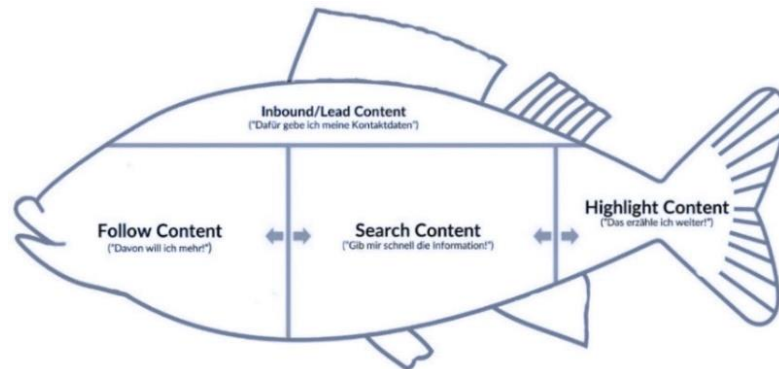 Inbound/Lead Content
("Dafür gebe ich meine Kontaktdaten")
Follow Content
("Davon will ich mehr!")
Search Content
("Gib mir schnell die Information!")
Highlight Content
("Das erzähle ich weiter!")